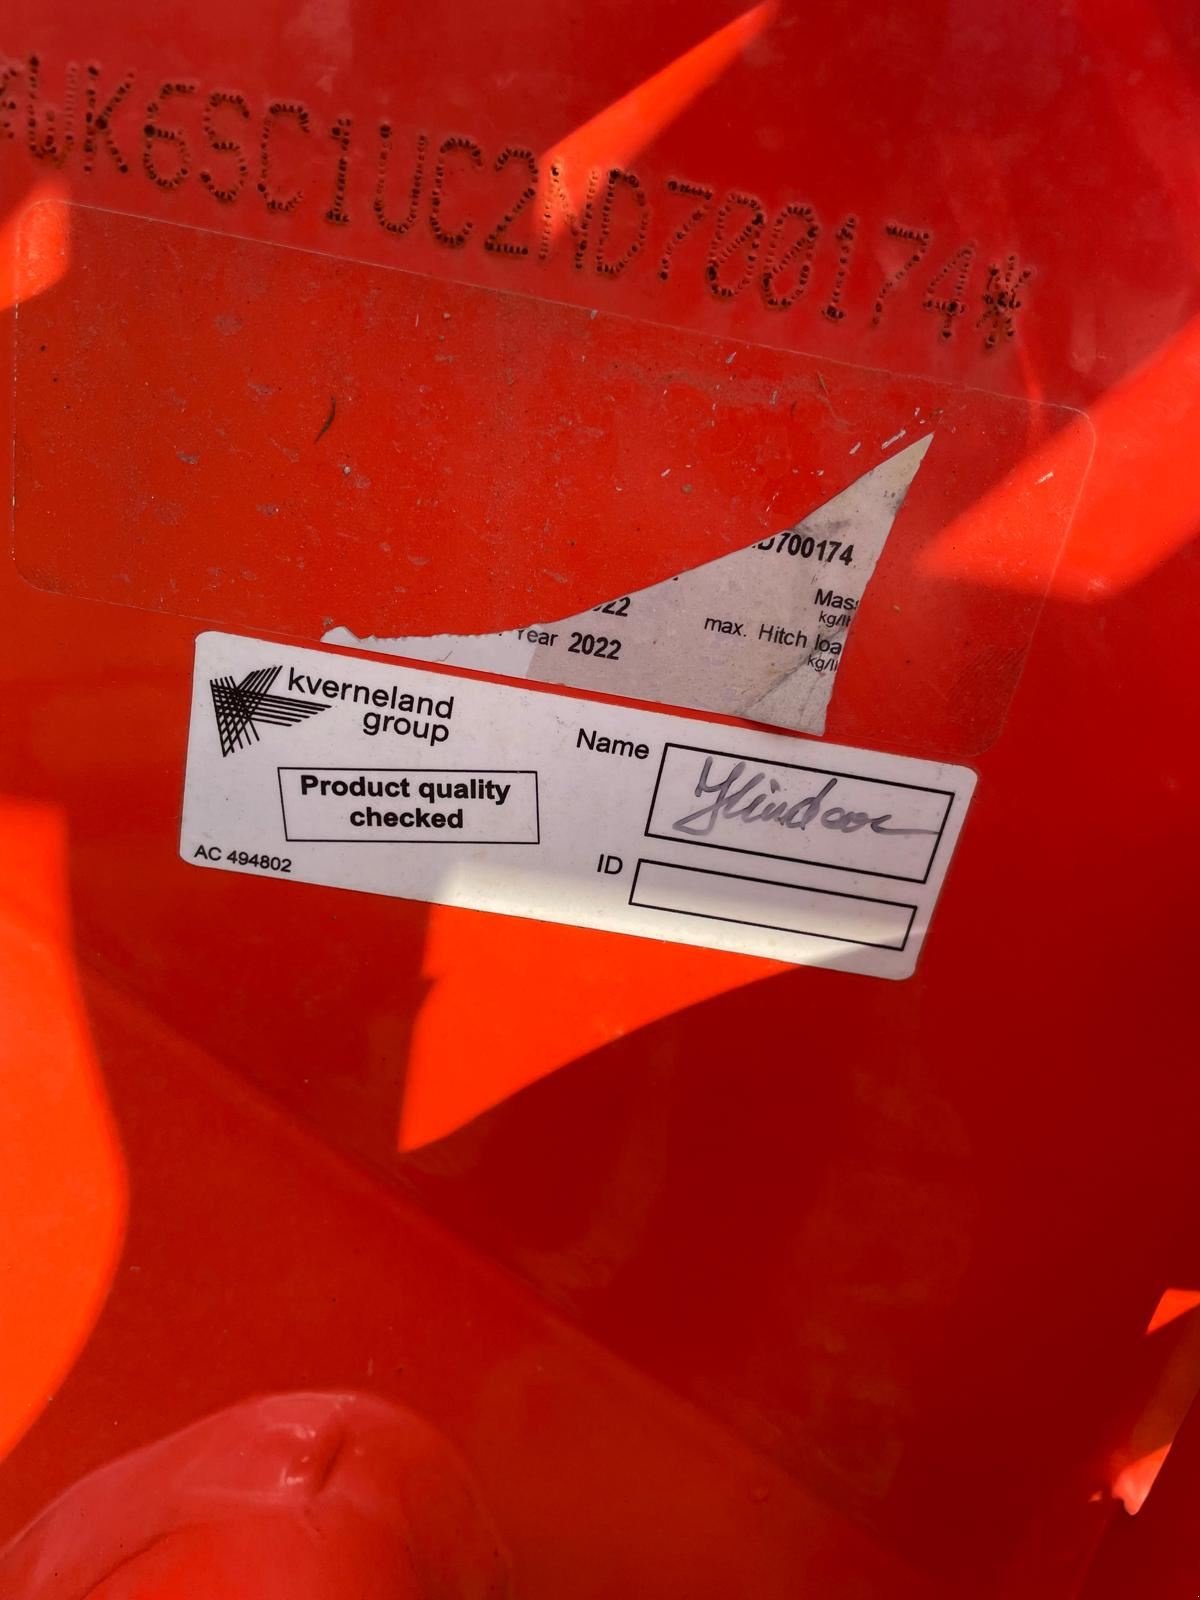 WK6SC1UC2ND700174*
D700174
22
Year 2022
Mass
kg/lb
max. Hitch loa
kg/l
kverneland
group
Name
Product quality
checked
ID
AC 494802